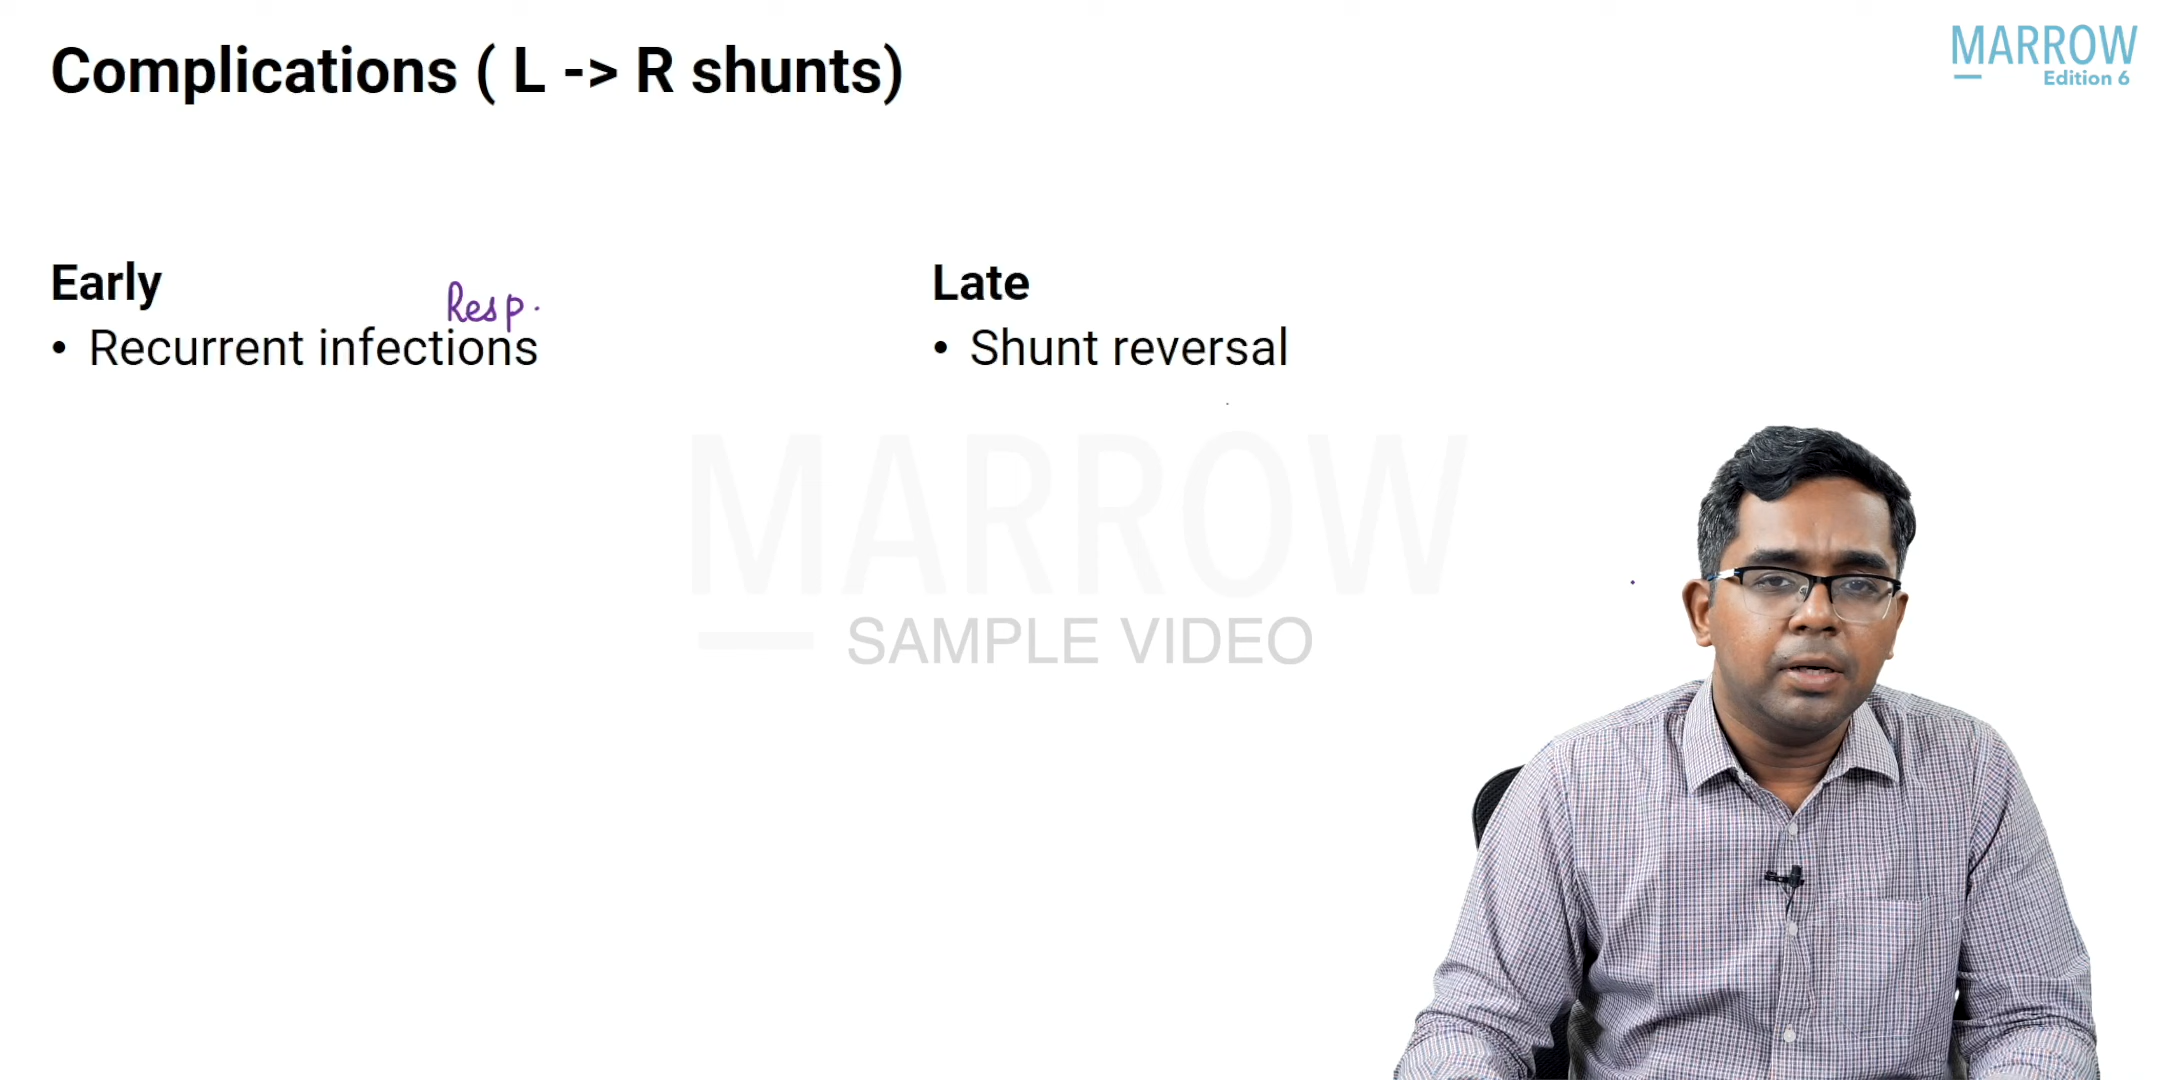 Complications ( L -> R shunts)
MARROW
Edition 6
Early
Resp.
• Recurrent infections
Late
• Shunt reversal
MARROW
SAMPLE VIDEO